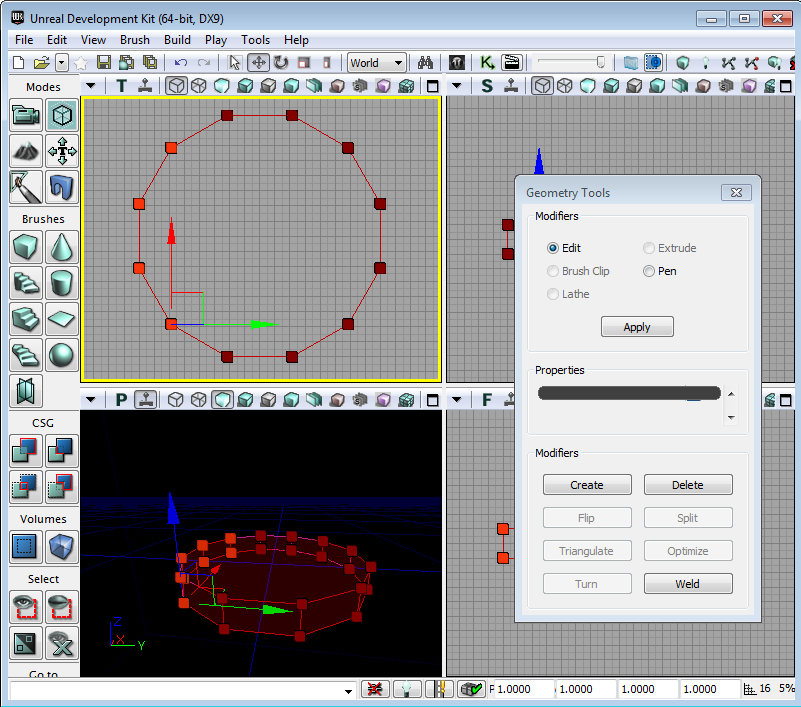 Unreal Development Kit (64-bit, DX9)
File Edit View Brush Build Play Tools Help
World
Modes
T
S
Brushes
CSG
Volumes
Select
Go to
P
F
Z
X
Y
Geometry Tools
Modifiers
Edit Extrude
Brush Clip Pen
Lathe
Apply
Properties
Modifiers
Create Delete
Flip Split
Triangulate Optimize
Turn Weld
P 1.0000 1.0000 1.0000 1.0000 16 5%